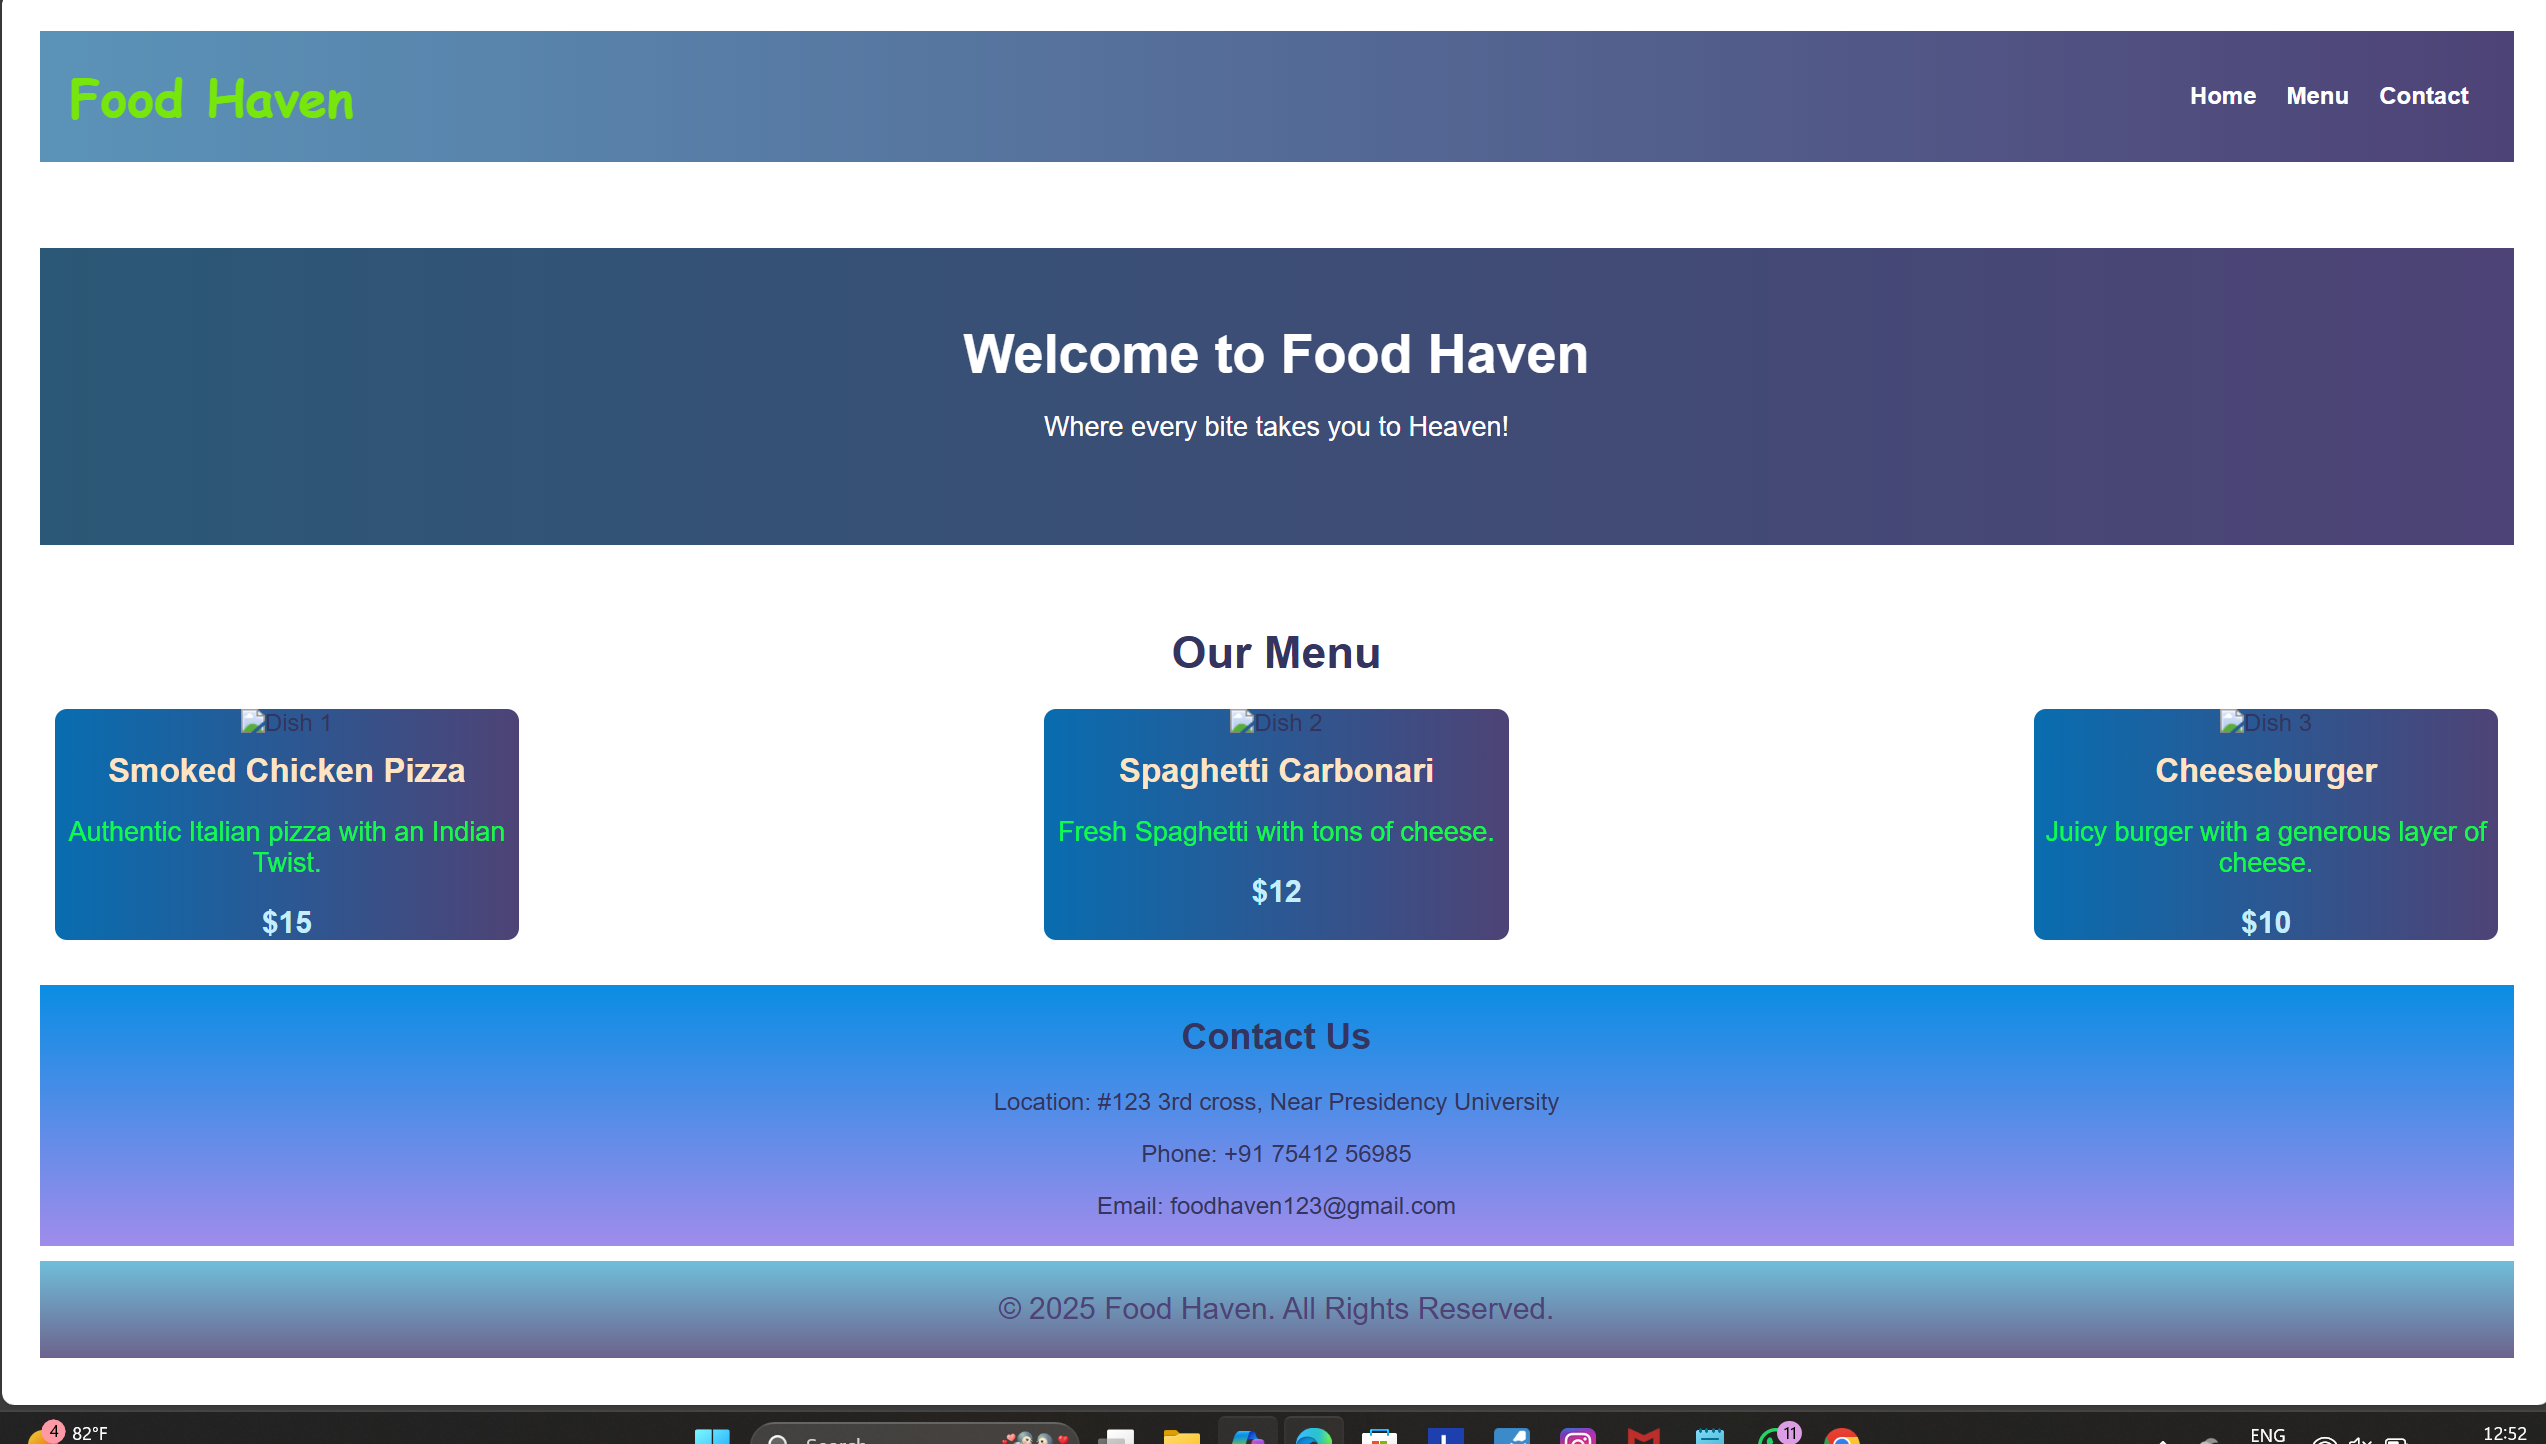 Food Haven
Home Menu Contact
Welcome to Food Haven
Where every bite takes you to Heaven!
Our Menu
Dish 1
Smoked Chicken Pizza
Authentic Italian pizza with an Indian
Twist.
$15
Dish 2
Spaghetti Carbonari
Fresh Spaghetti with tons of cheese.
$12
Dish 3
Cheeseburger
Juicy burger with a generous layer of
cheese.
$10
Contact Us
Location: #123 3rd cross, Near Presidency University
Phone: +91 75412 56985
Email: foodhaven123@gmail.com
© 2025 Food Haven. All Rights Reserved.
4 82°F
Search
11
ENG
12:52